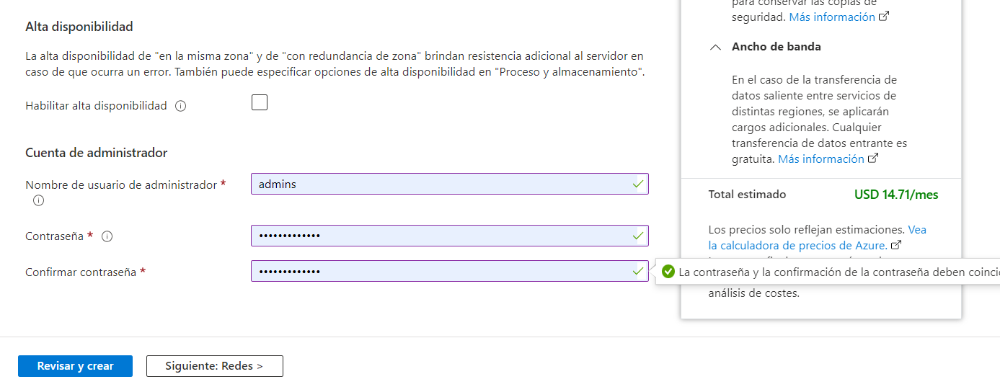 Alta disponibilidad
La alta disponibilidad de "en la misma zona" y de "con redundancia de zona" brindan resistencia adicional al servidor en
caso de que ocurra un error. También puede especificar opciones de alta disponibilidad en "Proceso y almacenamiento".
Habilitar alta disponibilidad
Cuenta de administrador
Nombre de usuario de administrador *
admins
Contraseña *
•••••••••••••
Confirmar contraseña *
•••••••••••••
La contraseña y la confirmación de la contraseña deben
Revisar y crear
Siguiente: Redes >
para conservar las copias de
seguridad. Más información
Ancho de banda
En el caso de la transferencia de
datos saliente entre servicios de
distintas regiones, se aplicarán
cargos adicionales. Cualquier
transferencia de datos entrante es
gratuita. Más información
Total estimado
USD 14.71/mes
Los precios solo reflejan estimaciones. Vea
la calculadora de precios de Azure.
análisis de costes.